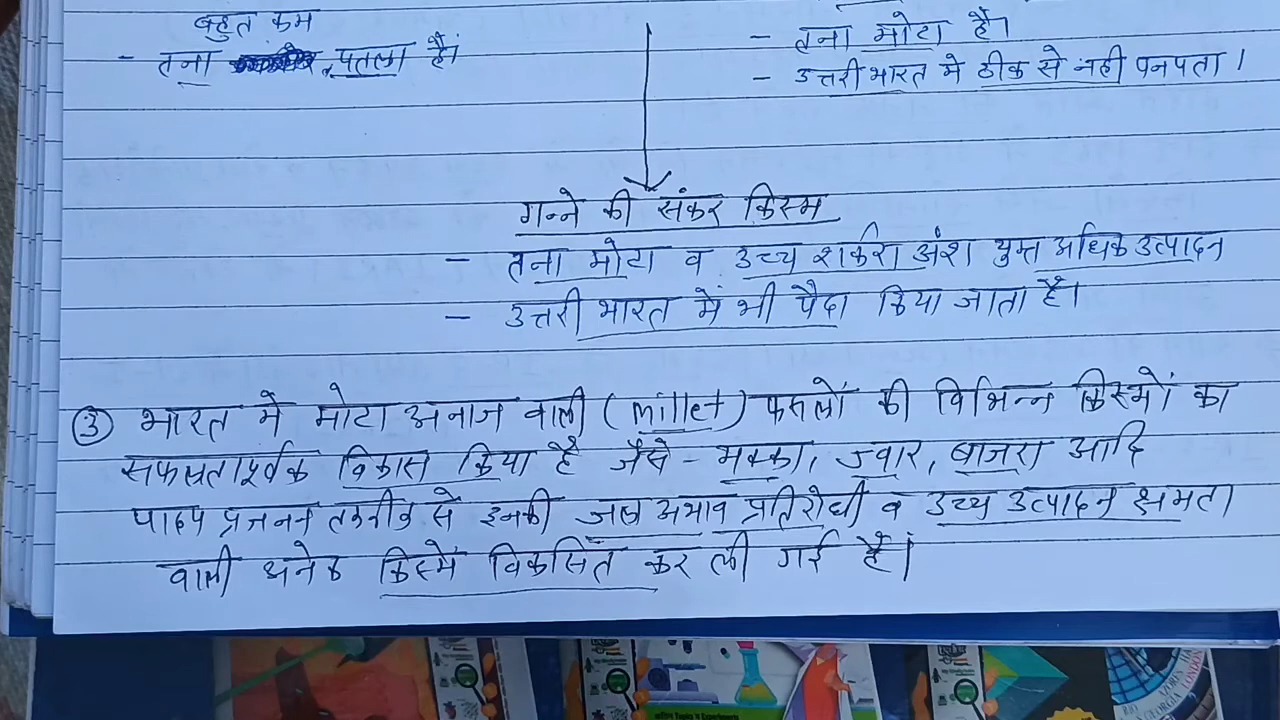 बहुत कम
- तना पतला है।
- तना मोटा है।
- उत्तरी भारत मे ठीक से नही पनपता।
गन्ने की संकर किस्म
- तना मोटा व उच्च शर्करा अंश युक्त अधिक उत्पादन
- उत्तरी भारत में भी पैदा किया जाता है।
③ भारत मे मोटा अनाज वाली (Millet) फसलों की विभिन्न किस्मों का
सफलतापूर्वक विकास किया है जैसे - मक्का, ज्वार, बाजरा आदि
पादप प्रजनन तकनीक से इनकी जल अभाव प्रतिरोधी व उच्च उत्पादन क्षमता
वाली अनेक किस्में विकसित कर ली गई है।